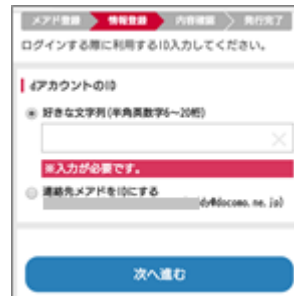 メアド登録 情報登録 内容確認 発行完了
ログインする際に利用するID入力してください。
dアカウントのID
好きな文字列(半角英数字6～20桁)
※入力が必要です。
連絡先メアドをIDにする
dy@docomo.ne.jp)
次へ進む